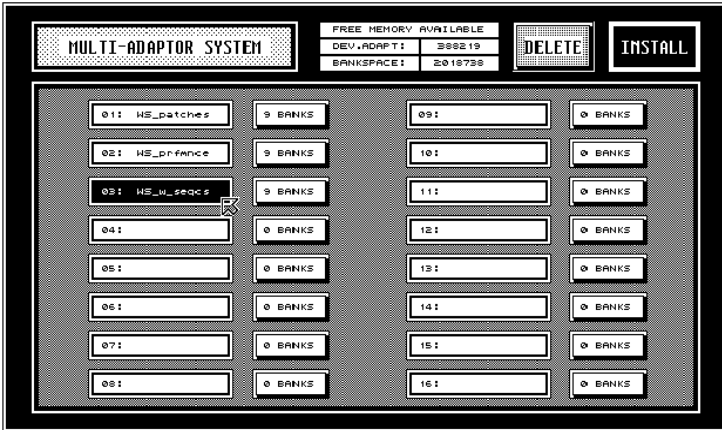 MULTI-ADAPTOR SYSTEM
FREE MEMORY AVAILABLE
DEV.ADAPT: 388219
BANKSPACE: 2018738
DELETE
INSTALL
01: WS_patches 9 BANKS
02: WS_prfmnce 9 BANKS
03: WS_w_seqcs 9 BANKS
04: 0 BANKS
05: 0 BANKS
06: 0 BANKS
07: 0 BANKS
08: 0 BANKS
09: 0 BANKS
10: 0 BANKS
11: 0 BANKS
12: 0 BANKS
13: 0 BANKS
14: 0 BANKS
15: 0 BANKS
16: 0 BANKS